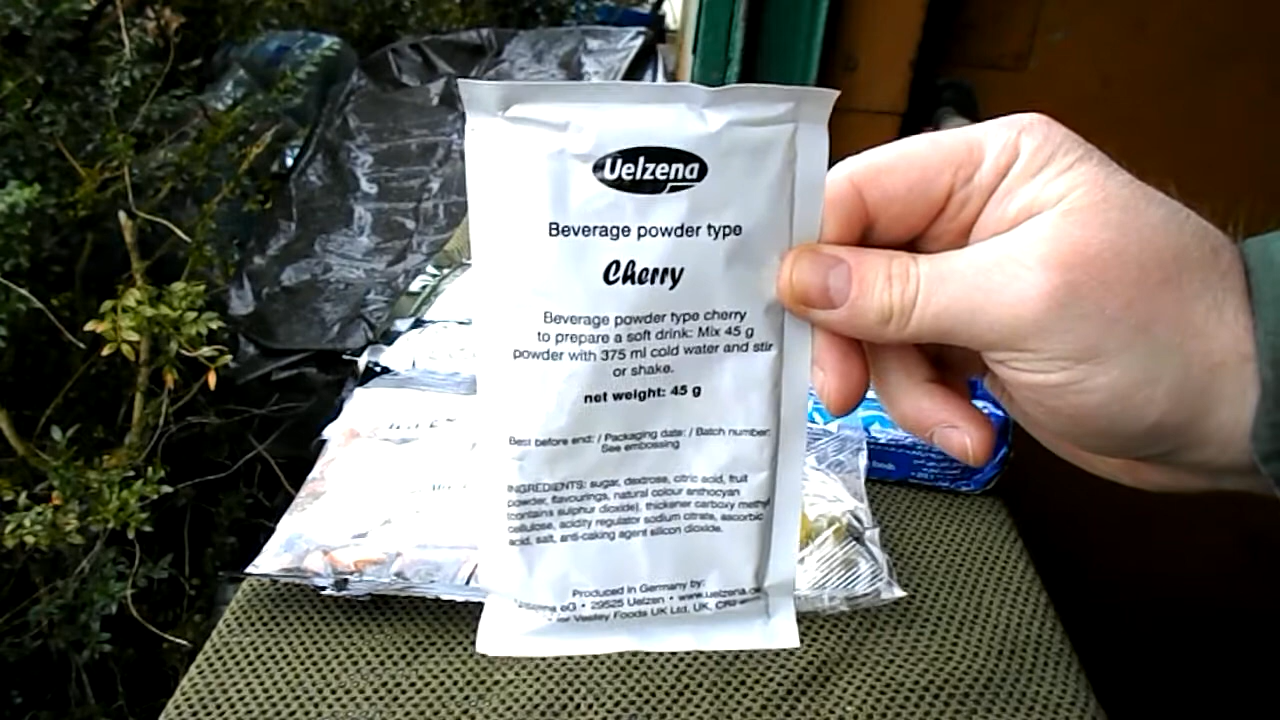 Uelzena
Beverage powder type
Cherry
Beverage powder type cherry
to prepare a soft drink: Mix 45 g
powder with 375 ml cold water and stir
or shake.
net weight: 45 g
Best before end: / Packaging date: / Batch number:
See embossing
INGREDIENTS: sugar, dextrose, citric acid, fruit
powder, flavourings, natural colour anthocyan
(contains sulphur dioxide), thickener carboxy methyl
cellulose, acidity regulator sodium citrate, ascorbic
acid, salt, anti-caking agent silicon dioxide.
Produced in Germany by:
Uelzena eG • 29525 Uelzen • www.uelzena.de
for Vestey Foods UK Ltd, UK,